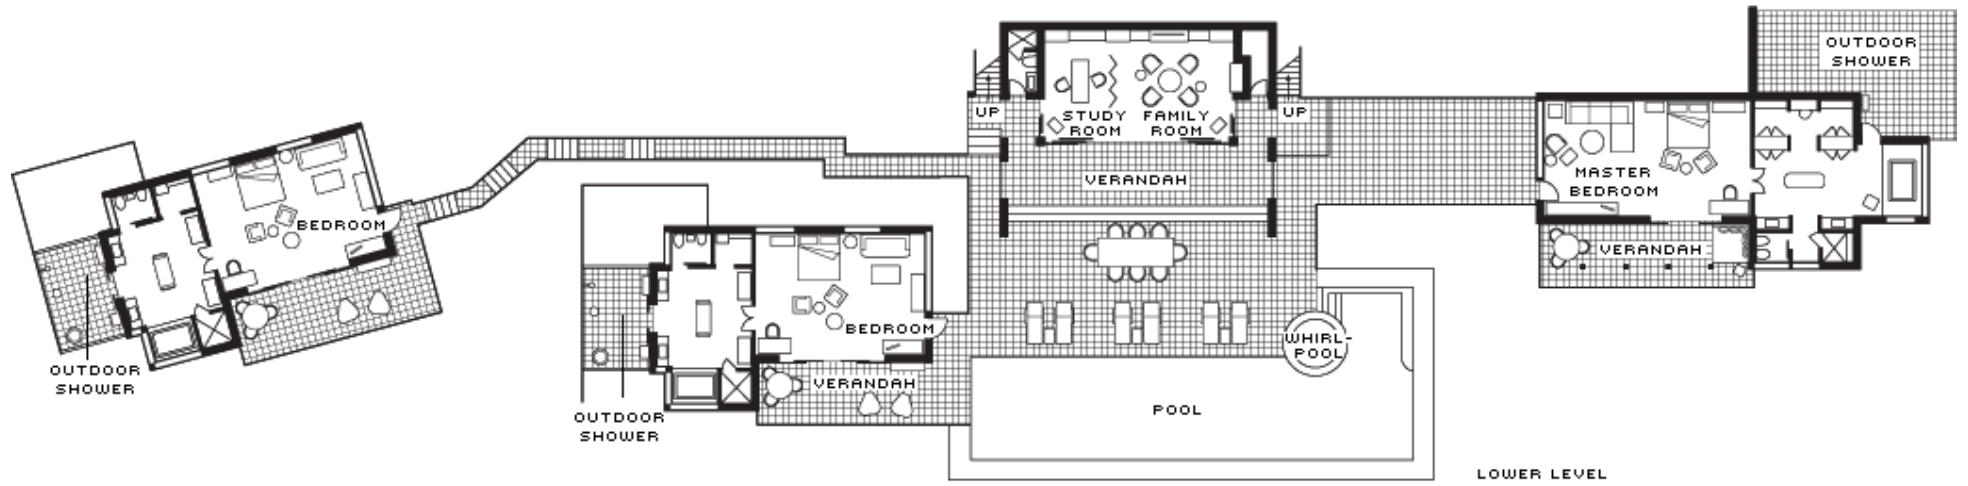 OUTDOOR
SHOWER
UP
STUDY
ROOM
FAMILY
ROOM
UP
VERANDAH
MASTER
BEDROOM
BEDROOM
VERANDAH
BEDROOM
WHIRL-
POOL
OUTDOOR
SHOWER
VERANDAH
POOL
OUTDOOR
SHOWER
LOWER LEVEL